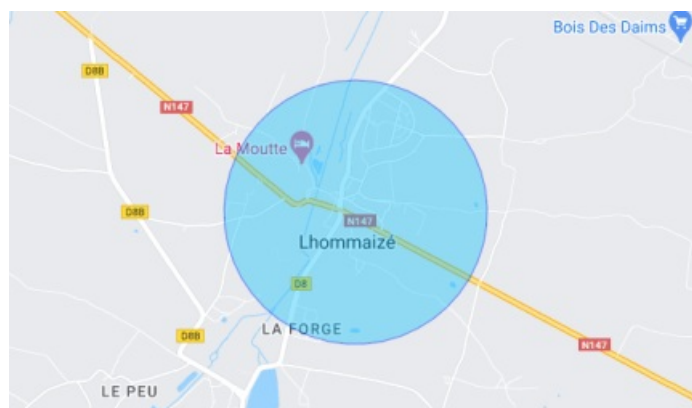 Bois Des Daims
D8B
N147
La Moutte
D8B
N147
Lhommaizé
D8
LA FORGE
D8B
N147
LE PEU